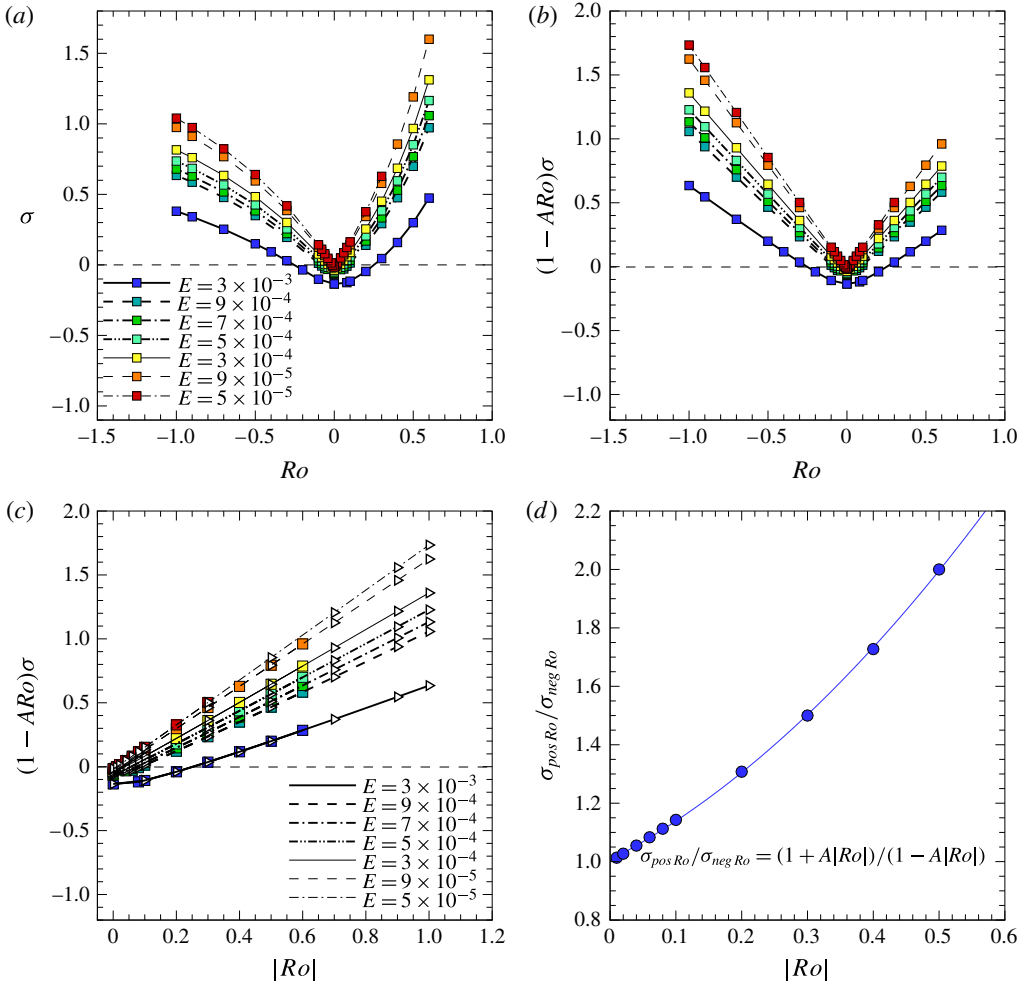 (a)
σ
1.5
1.0
0.5
0
−0.5
−1.0
E = 3 × 10⁻³
E = 9 × 10⁻⁴
E = 7 × 10⁻⁴
E = 5 × 10⁻⁴
E = 3 × 10⁻⁴
E = 9 × 10⁻⁵
E = 5 × 10⁻⁵
−1.5 −1.0 −0.5 0 0.5 1.0
Ro
(b)
(1 − ARo)σ
2.0
1.5
1.0
0.5
0
−0.5
−1.0
−1.5 −1.0 −0.5 0 0.5 1.0
Ro
(c)
(1 − ARo)σ
2.0
1.5
1.0
0.5
0
−0.5
−1.0
E = 3 × 10⁻³
E = 9 × 10⁻⁴
E = 7 × 10⁻⁴
E = 5 × 10⁻⁴
E = 3 × 10⁻⁴
E = 9 × 10⁻⁵
E = 5 × 10⁻⁵
0 0.2 0.4 0.6 0.8 1.0 1.2
|Ro|
(d)
σpos Ro/σneg Ro
2.2
2.0
1.8
1.6
1.4
1.2
1.0
0.8
σpos Ro/σneg Ro = (1 + A|Ro|)/(1 − A|Ro|)
0 0.1 0.2 0.3 0.4 0.5 0.6
|Ro|